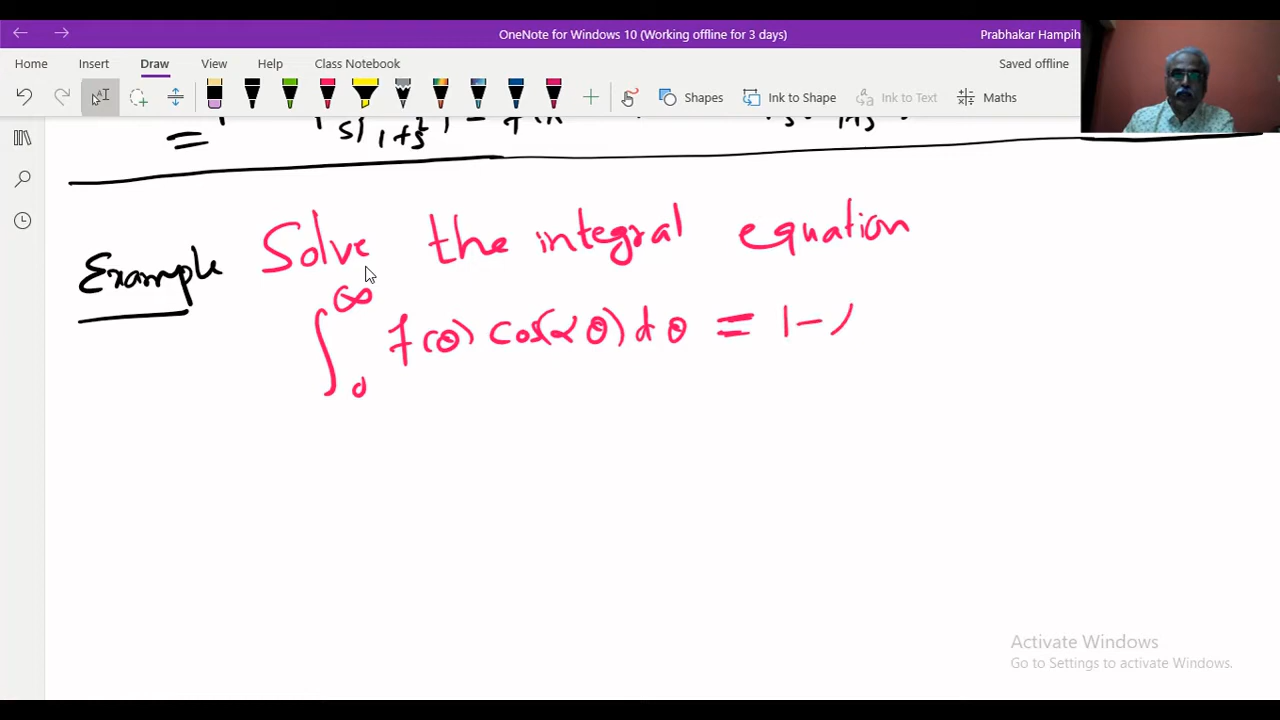 OneNote for Windows 10 (Working offline for 3 days)
Prabhakar Hampih
Home Insert Draw View Help Class Notebook
Saved offline
Shapes Ink to Shape Ink to Text Maths
Example Solve the integral equation
∫₀^∞ f(θ) cos(αθ) dθ = 1-
Activate Windows
Go to Settings to activate Windows.